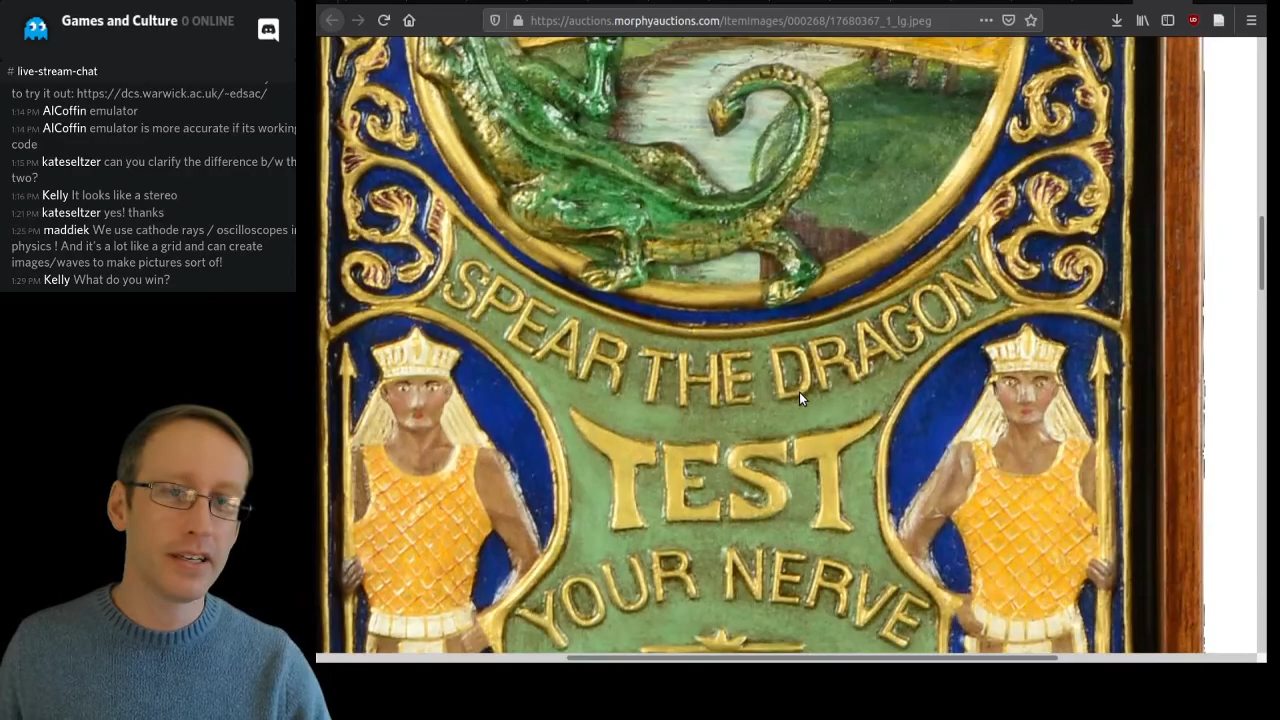 Games and Culture 0 ONLINE
# live-stream-chat
to try it out: https://dcs.warwick.ac.uk/~edsac/
1:14 PM AlCoffin emulator
1:14 PM AlCoffin emulator is more accurate if its working
code
1:15 PM kateseltzer can you clarify the difference b/w th
two?
1:16 PM Kelly It looks like a stereo
1:21 PM kateseltzer yes! thanks
1:25 PM maddiek We use cathode rays / oscilloscopes i
physics ! And it's a lot like a grid and can create
images/waves to make pictures sort of!
1:29 PM Kelly What do you win?
https://auctions.morphyauctions.com/ItemImages/000268/17680367_1_lg.jpeg
SPEAR THE DRAGON
TEST
YOUR NERVE